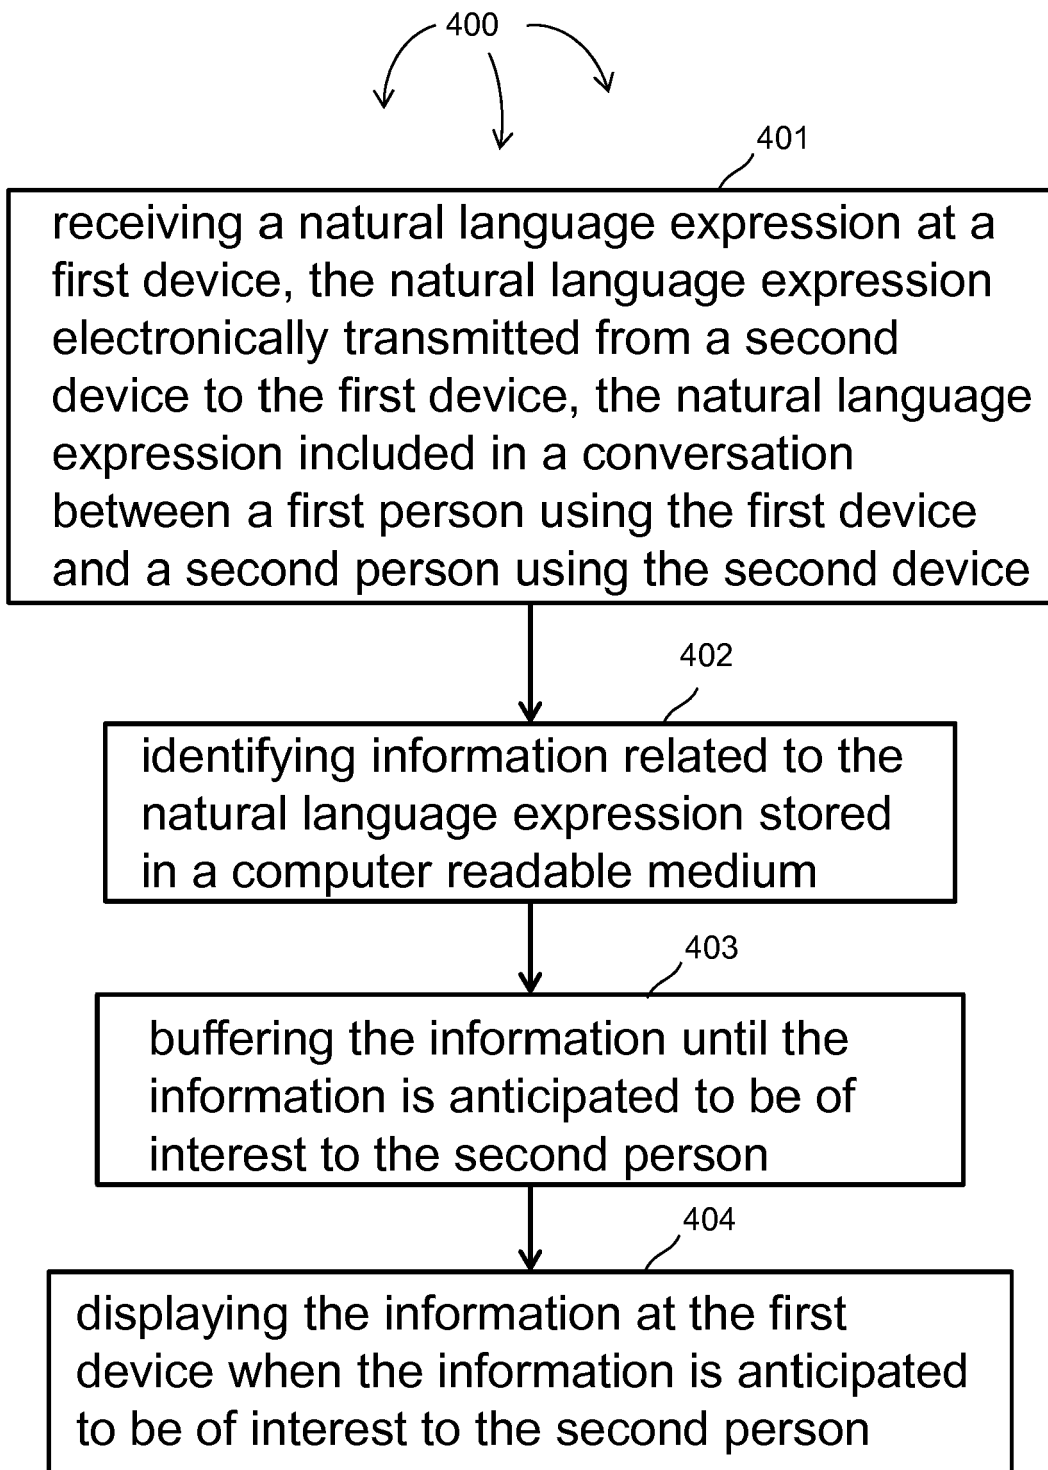 400
401
receiving a natural language expression at a
first device, the natural language expression
electronically transmitted from a second
device to the first device, the natural language
expression included in a conversation
between a first person using the first device
and a second person using the second device
402
identifying information related to the
natural language expression stored
in a computer readable medium
403
buffering the information until the
information is anticipated to be of
interest to the second person
404
displaying the information at the first
device when the information is anticipated
to be of interest to the second person